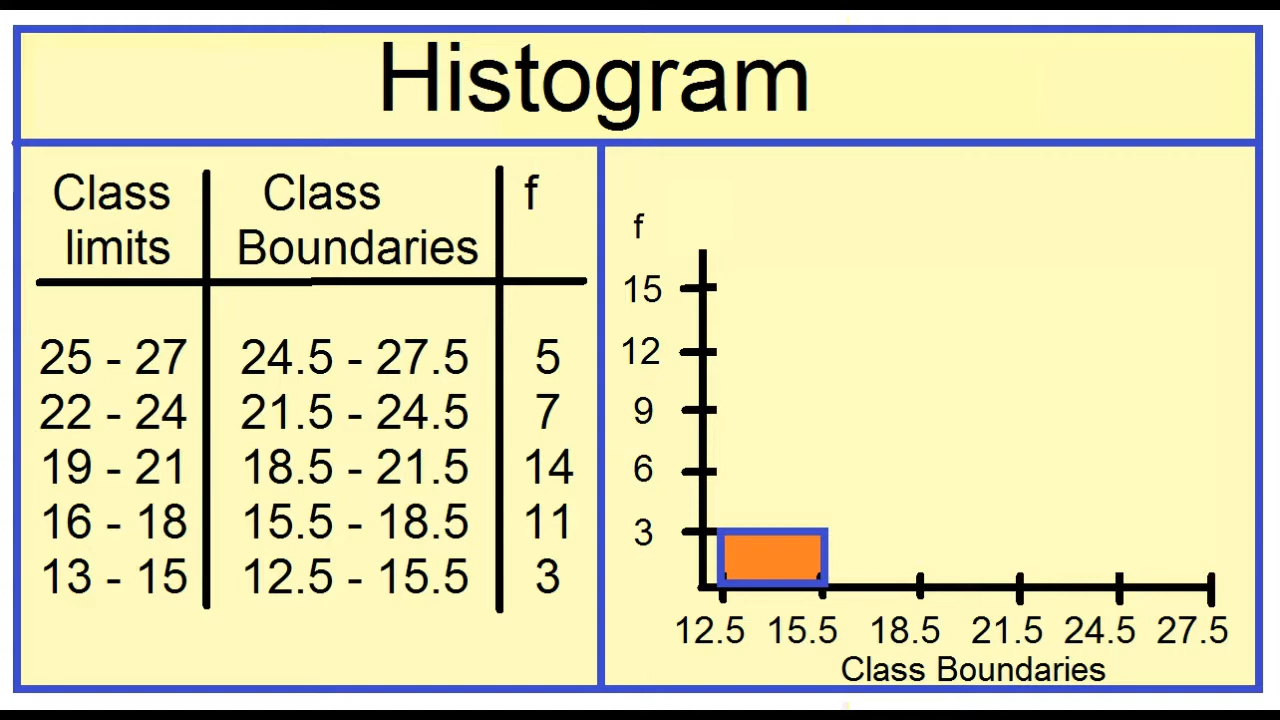 Histogram
Class limits | Class Boundaries | f
25 - 27 | 24.5 - 27.5 | 5
22 - 24 | 21.5 - 24.5 | 7
19 - 21 | 18.5 - 21.5 | 14
16 - 18 | 15.5 - 18.5 | 11
13 - 15 | 12.5 - 15.5 | 3
f
15
12
9
6
3
12.5 15.5 18.5 21.5 24.5 27.5
Class Boundaries